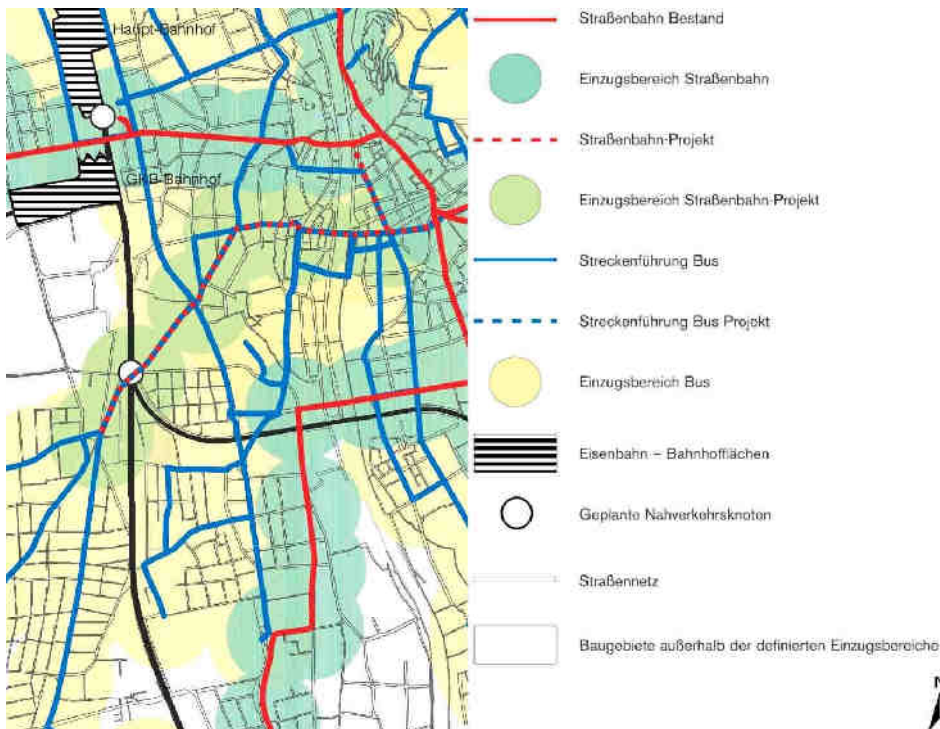 Haupt-Bahnhof
GKB-Bahnhof
Straßenbahn Bestand
Einzugsbereich Straßenbahn
Straßenbahn-Projekt
Einzugsbereich Straßenbahn-Projekt
Streckenführung Bus
Streckenführung Bus Projekt
Einzugsbereich Bus
Eisenbahn – Bahnhofflächen
Geplante Nahverkehrsknoten
Straßennetz
Baugebiete außerhalb der definierten Einzugsbereiche
N